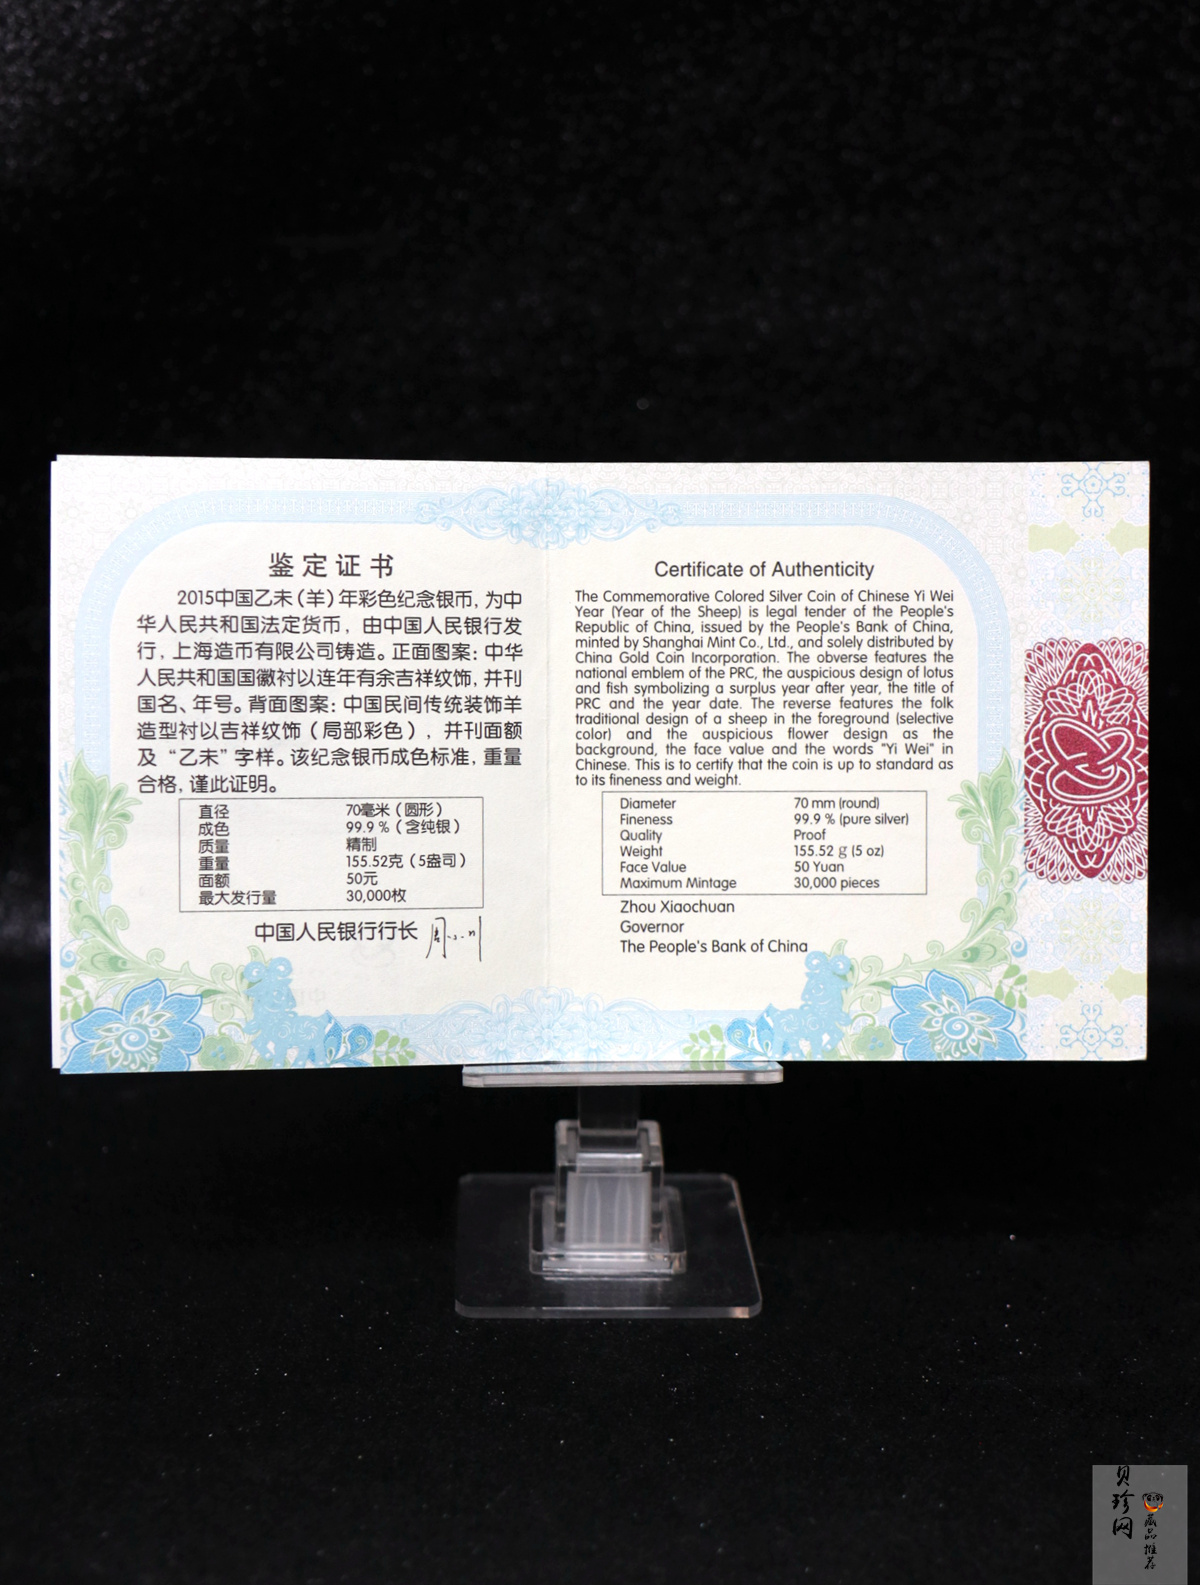 鉴定证书
2015中国乙未（羊）年彩色纪念银币，为中
华人民共和国法定货币，由中国人民银行发
行，上海造币有限公司铸造。正面图案：中华
人民共和国国徽衬以连年有余吉祥纹饰，并刊
国名、年号。背面图案：中国民间传统装饰羊
造型衬以吉祥纹饰（局部彩色），并刊面额
及“乙未”字样。该纪念银币成色标准，重量
合格，谨此证明。
直径 70毫米（圆形）
成色 99.9 %（含纯银）
质量 精制
重量 155.52克（5盎司）
面额 50元
最大发行量 30,000枚
中国人民银行行长
Certificate of Authenticity
The Commemorative Colored Silver Coin of Chinese Yi Wei
Year (Year of the Sheep) is legal tender of the People's
Republic of China, issued by the People's Bank of China,
minted by Shanghai Mint Co., Ltd., and solely distributed by
China Gold Coin Incorporation. The obverse features the
national emblem of the PRC, the auspicious design of lotus
and fish symbolizing a surplus year after year, the title of
PRC and the year date. The reverse features the folk
traditional design of a sheep in the foreground (selective
color) and the auspicious flower design as the
background, the face value and the words "Yi Wei" in
Chinese. This is to certify that the coin is up to standard as
to its fineness and weight.
Diameter 70 mm (round)
Fineness 99.9 % (pure silver)
Quality Proof
Weight 155.52 g (5 oz)
Face Value 50 Yuan
Maximum Mintage 30,000 pieces
Zhou Xiaochuan
Governor
The People's Bank of China
贝珍网
藏品推荐